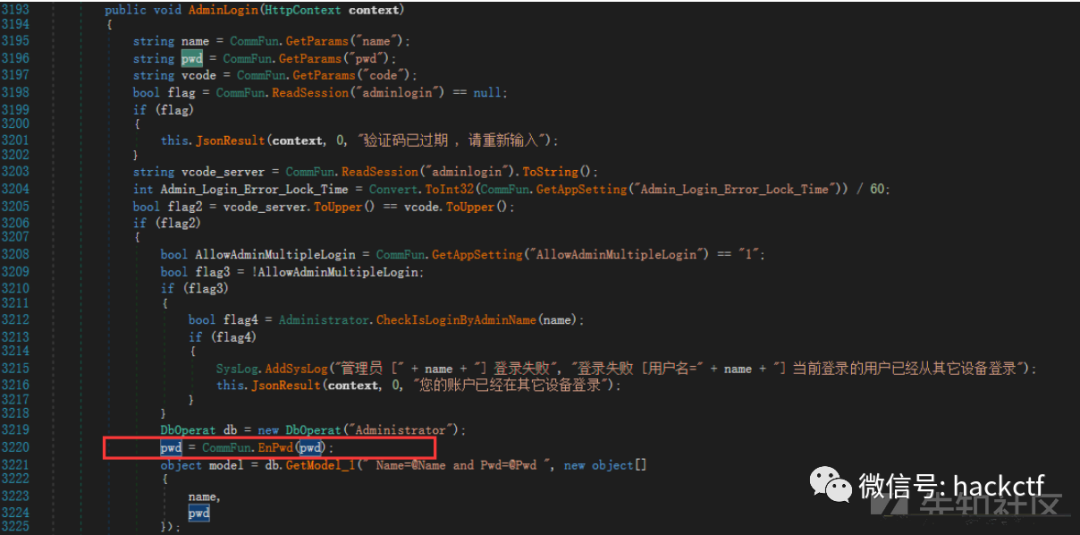 3193 public void AdminLogin(HttpContext context)
3194 {
3195 string name = CommFun.GetParams("name");
3196 string pwd = CommFun.GetParams("pwd");
3197 string vcode = CommFun.GetParams("code");
3198 bool flag = CommFun.ReadSession("adminlogin") == null;
3199 if (flag)
3200 {
3201 this.JsonResult(context, 0, "验证码已过期 ，请重新输入");
3202 }
3203 string vcode_server = CommFun.ReadSession("adminlogin").ToString();
3204 int Admin_Login_Error_Lock_Time = Convert.ToInt32(CommFun.GetAppSetting("Admin_Login_Error_Lock_Time")) / 60;
3205 bool flag2 = vcode_server.ToUpper() == vcode.ToUpper();
3206 if (flag2)
3207 {
3208 bool AllowAdminMultipleLogin = CommFun.GetAppSetting("AllowAdminMultipleLogin") == "1";
3209 bool flag3 = !AllowAdminMultipleLogin;
3210 if (flag3)
3211 {
3212 bool flag4 = Administrator.CheckIsLoginByAdminName(name);
3213 if (flag4)
3214 {
3215 SysLog.AddSysLog("管理员 [" + name + "] 登录失败", "登录失败 [用户名=" + name + "] 当前登录的用户已经从其它设备登录");
3216 this.JsonResult(context, 0, "您的账户已经在其它设备登录");
3217 }
3218 }
3219 DbOperat db = new DbOperat("Administrator");
3220 pwd = CommFun.EnPwd(pwd);
3221 object model = db.GetModel_1(" Name=@Name and Pwd=@Pwd ", new object[]
3222 {
3223 name,
3224 pwd
3225 });
微信号: hackctf
先知社区